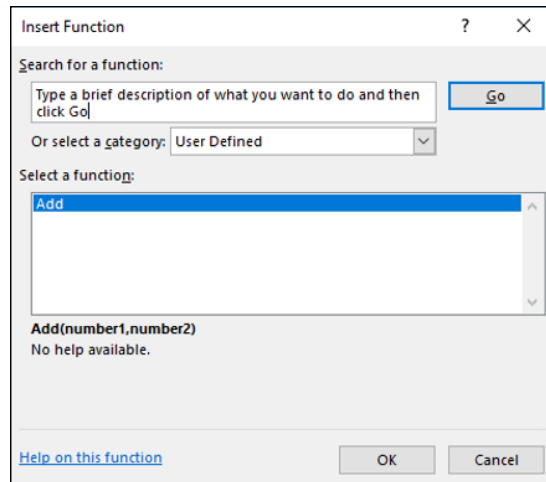 Insert Function ? ×
Search for a function:
Type a brief description of what you want to do and then
click Go
Go
Or select a category: User Defined
Select a function:
Add
Add(number1,number2)
No help available.
Help on this function
OK Cancel